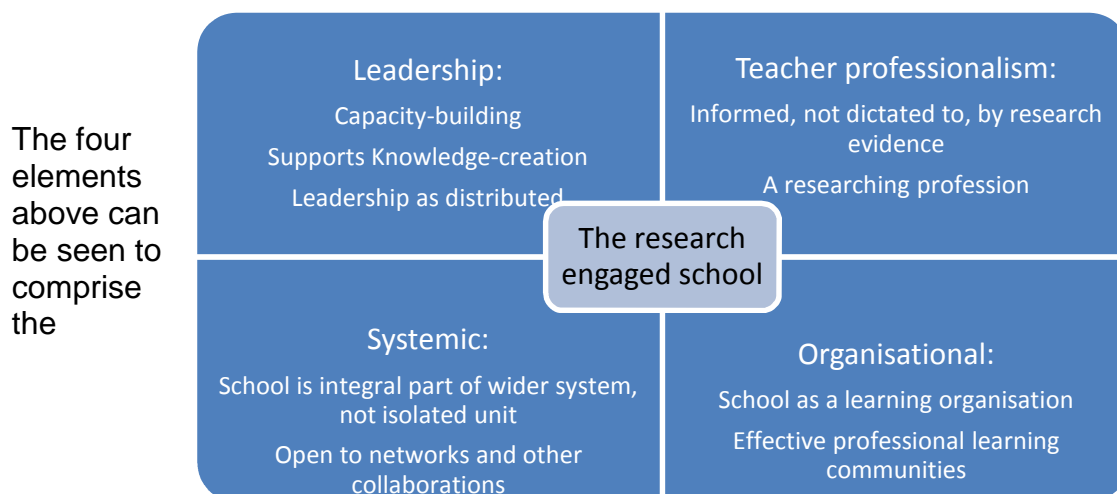 The four
elements
above can
be seen to
comprise
the
Leadership:
Capacity-building
Supports Knowledge-creation
Leadership as distributed
Teacher professionalism:
Informed, not dictated to, by research
evidence
A researching profession
The research
engaged school
Systemic:
School is integral part of wider system,
not isolated unit
Open to networks and other
collaborations
Organisational:
School as a learning organisation
Effective professional learning
communities